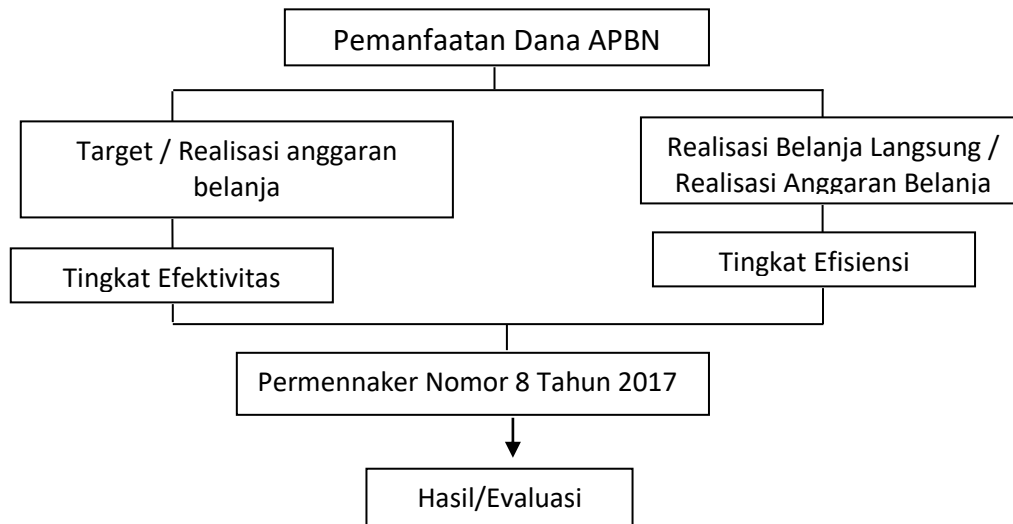 Pemanfaatan Dana APBN
Target / Realisasi anggaran
belanja
Realisasi Belanja Langsung /
Realisasi Anggaran Belanja
Tingkat Efektivitas
Tingkat Efisiensi
Permennaker Nomor 8 Tahun 2017
Hasil/Evaluasi